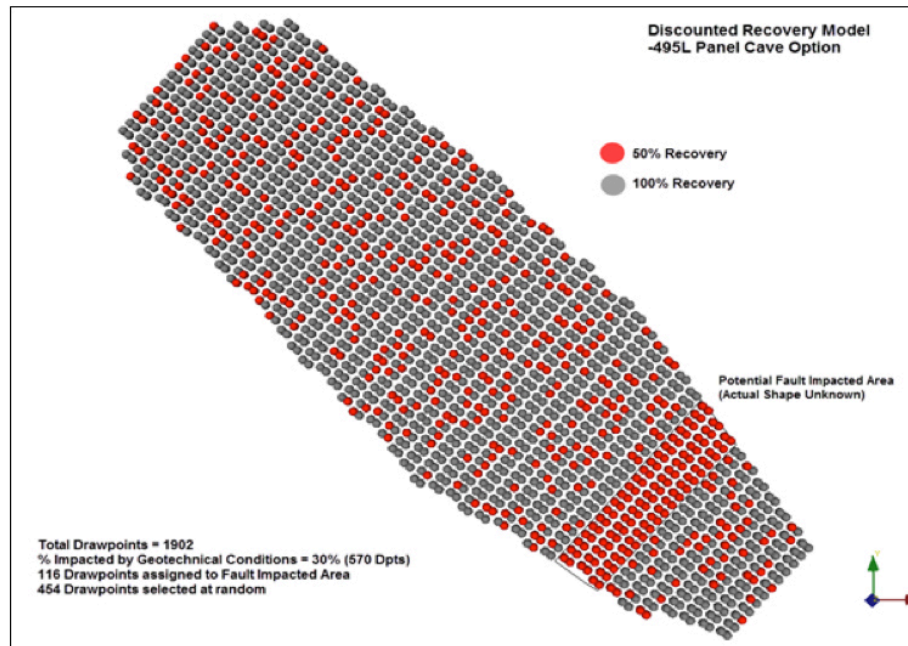 Discounted Recovery Model
-495L Panel Cave Option
50% Recovery
100% Recovery
Potential Fault Impacted Area
(Actual Shape Unknown)
Total Drawpoints = 1902
% Impacted by Geotechnical Conditions = 30% (570 Dpts)
116 Drawpoints assigned to Fault Impacted Area
454 Drawpoints selected at random
Y